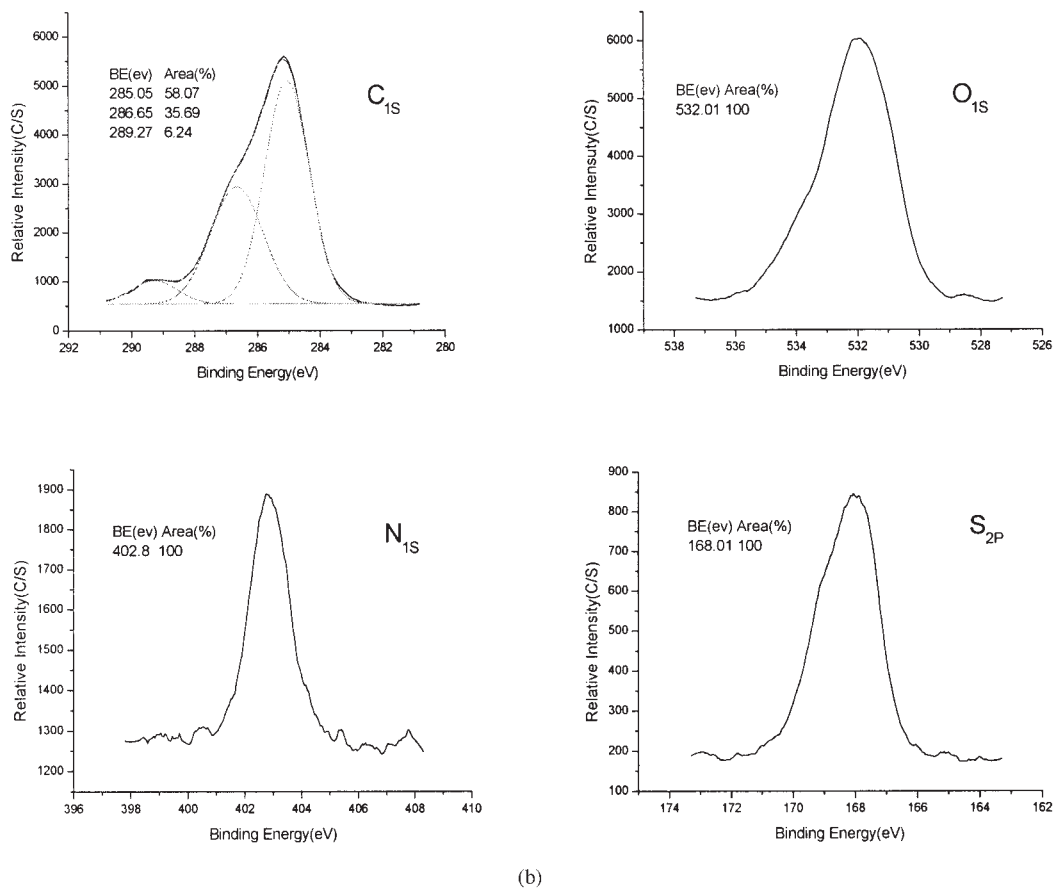 6000
5000
4000
3000
2000
1000
0
BE(ev) Area(%)
285.05 58.07
286.65 35.69
289.27 6.24
C1S
Relative Intensity(C/S)
292 290 288 286 284 282 280
Binding Energy(eV)
6000
5000
4000
3000
2000
1000
BE(ev) Area(%)
532.01 100
O1S
Relative Intensuty(C/S)
538 536 534 532 530 528 526
Binding Energy(eV)
1900
1800
1700
1600
1500
1400
1300
1200
BE(ev) Area(%)
402.8 100
N1S
Relative Intensity(C/S)
396 398 400 402 404 406 408 410
Binding Energy(eV)
900
800
700
600
500
400
300
200
100
BE(ev) Area(%)
168.01 100
S2P
Relative Intensity(C/S)
174 172 170 168 166 164 162
Binding Energy(eV)
(b)